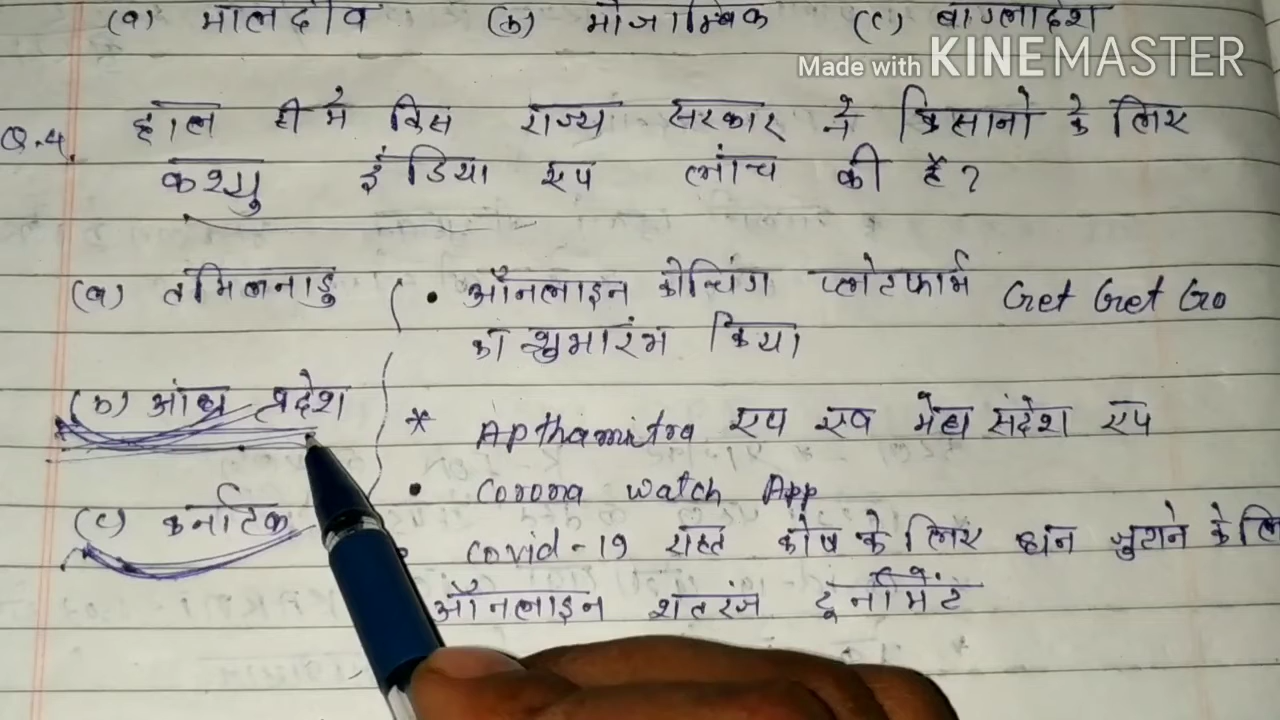 (a) मालदीव (b) मोजाम्बिक (c) बांग्लादेश
Made with KINEMASTER
Q.4. हाल ही मे किस राज्य सरकार ने किसानो के लिए
कश्यु इंडिया एप लांच की है?
(a) तमिलनाडु
• ऑनलाइन कोचिंग प्लेटफार्म Get Get Go
का शुभारंभ किया
(b) आंध्र प्रदेश
* Apthamitra एप एव मेघ संदेश एप
• Corona watch App
(c) कर्नाटक
• Covid-19 राहत कोष के लिए धन जुटाने के लि
ऑनलाइन शतरंज टूर्नामेंट